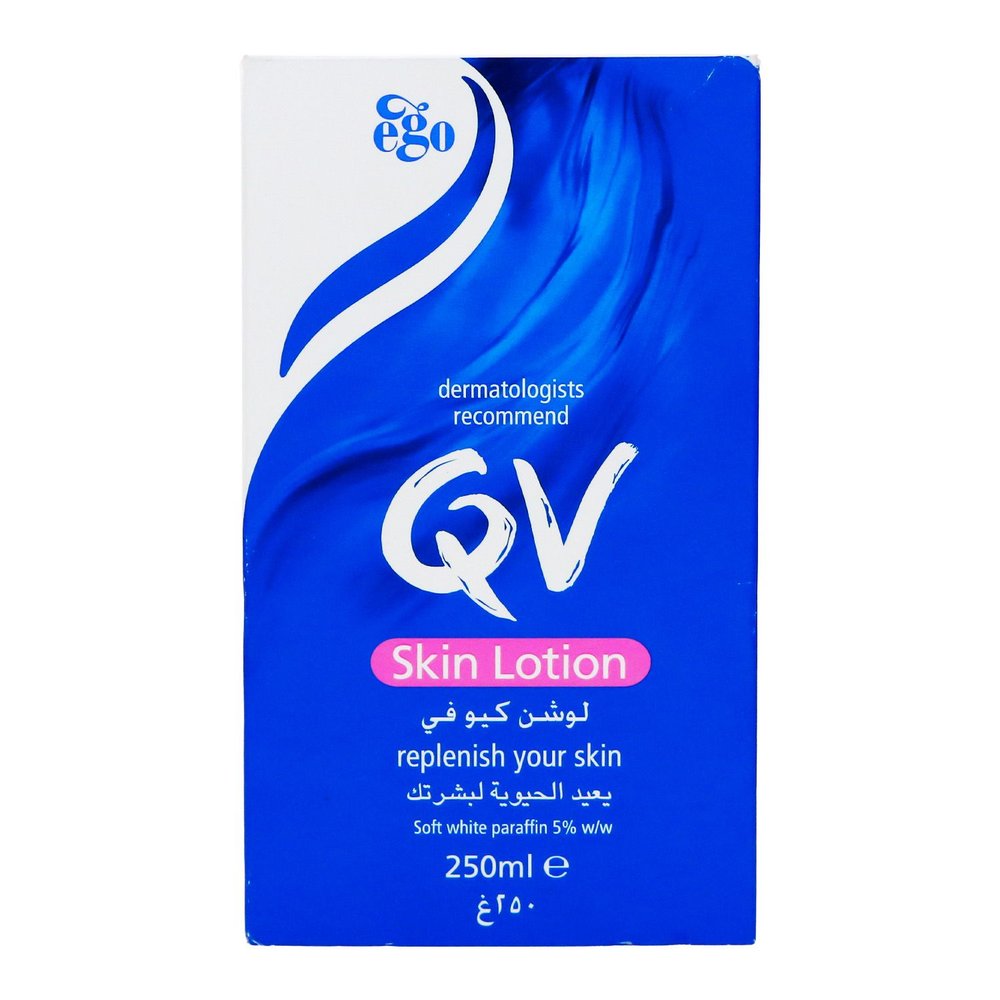 ego
dermatologists
recommend
QV
Skin Lotion
لوشن كيو في
replenish your skin
يعيد الحيوية لبشرتك
Soft white paraffin 5% w/w
250ml ℮
٢٥٠غ